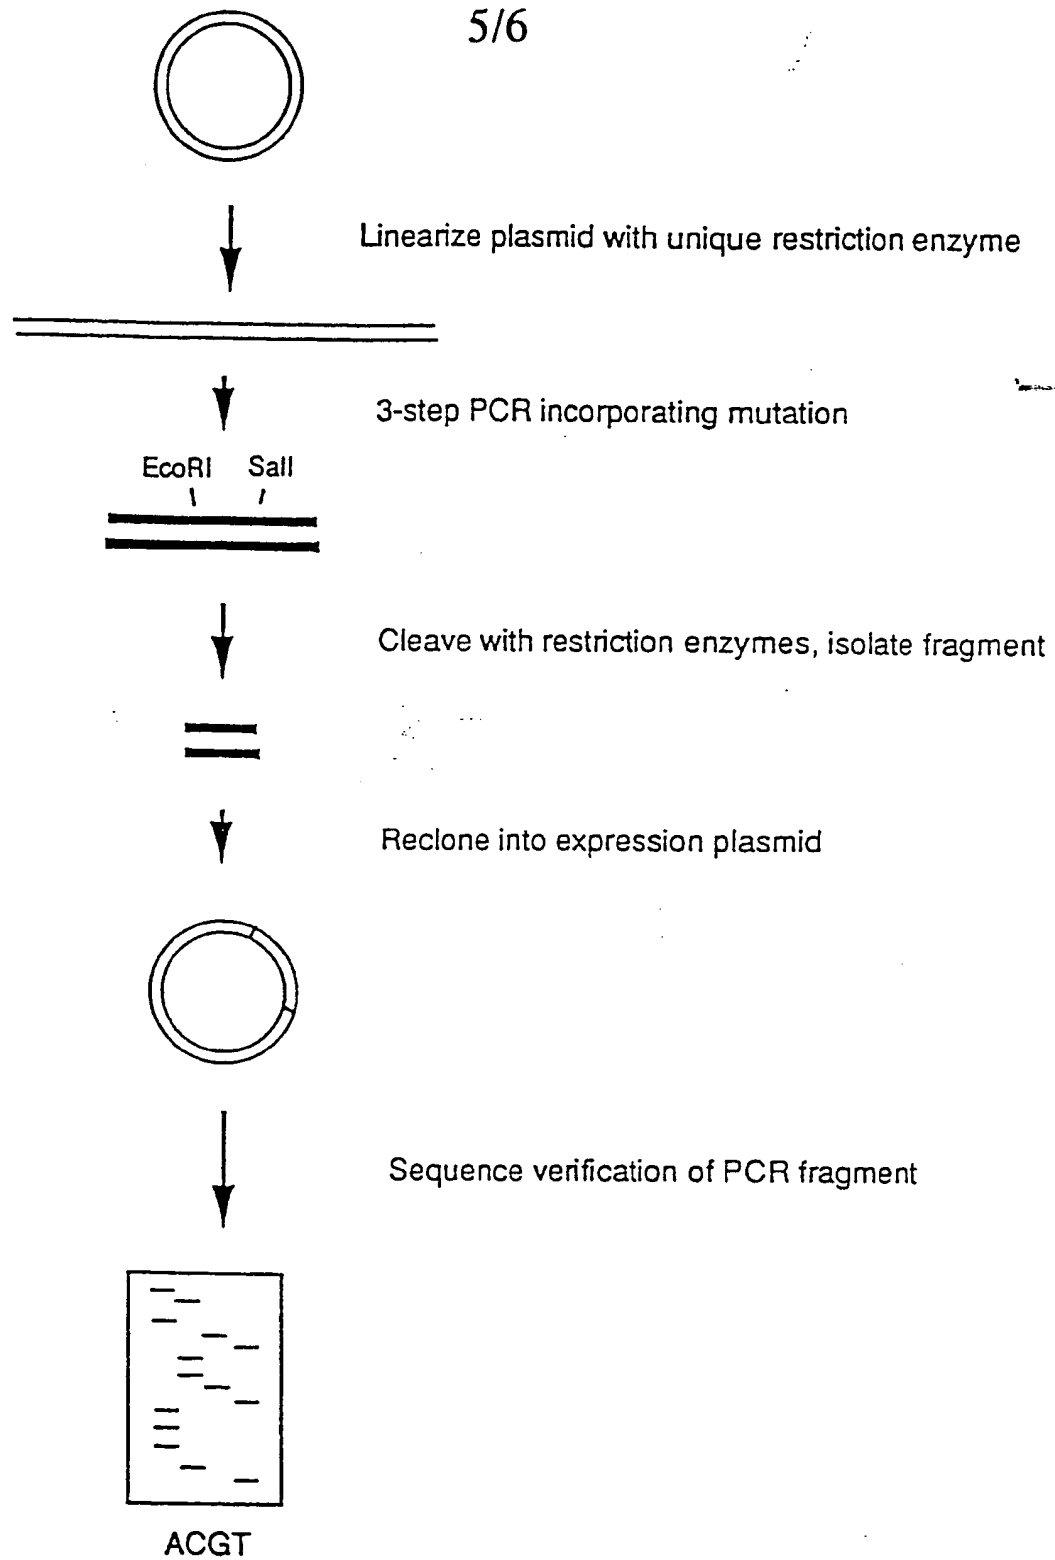 5/6
Linearize plasmid with unique restriction enzyme
3-step PCR incorporating mutation
EcoRI SalI
Cleave with restriction enzymes, isolate fragment
Reclone into expression plasmid
Sequence verification of PCR fragment
ACGT